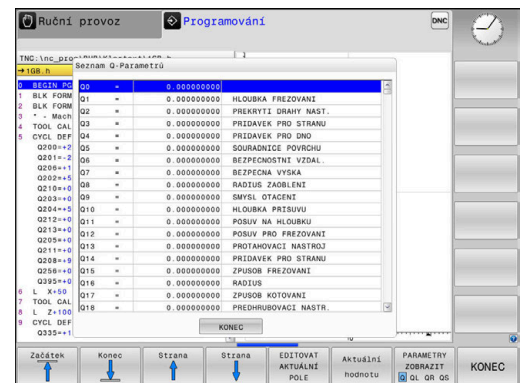 Ruční provoz
Programování
DNC
→1GB.h
Seznam Q-Parametrů
0 BEGIN PG
1 BLK FORM
2 BLK FORM
3 * - Mach
4 TOOL CAL
5 CYCL DEF
Q200=+2
Q201=-2
Q206=+1
Q202=+5
Q210=+0
Q203=+0
Q204=+5
Q212=+0
Q213=+0
Q205=+0
Q211=+0
Q208=+9
Q256=+0
Q395=+0
6 L X+50
7 TOOL CAL
8 L Z+100
9 CYCL DEF
Q335=+1
Q0 = 0.000000000
Q1 = 0.000000000 HLOUBKA FREZOVANI
Q2 = 0.000000000 PREKRYTI DRAHY NAST.
Q3 = 0.000000000 PRIDAVEK PRO STRANU
Q4 = 0.000000000 PRIDAVEK PRO DNO
Q5 = 0.000000000 SOURADNICE POVRCHU
Q6 = 0.000000000 BEZPECNOSTNI VZDAL.
Q7 = 0.000000000 BEZPECNA VYSKA
Q8 = 0.000000000 RADIUS ZAOBLENI
Q9 = 0.000000000 SMYSL OTACENI
Q10 = 0.000000000 HLOUBKA PRISUVU
Q11 = 0.000000000 POSUV NA HLOUBKU
Q12 = 0.000000000 POSUV PRO FREZOVANI
Q13 = 0.000000000 PROTAHOVACI NASTROJ
Q14 = 0.000000000 PRIDAVEK PRO STRANU
Q15 = 0.000000000 ZPUSOB FREZOVANI
Q16 = 0.000000000 RADIUS
Q17 = 0.000000000 ZPUSOB KOTOVANI
Q18 = 0.000000000 PREDHRUBOVACI NASTR.
KONEC
Začátek
Konec
Strana
Strana
EDITOVAT
AKTUÁLNÍ
POLE
Aktuální
hodnotu
PARAMETRY
ZOBRAZIT
Q QL QR QS
KONEC